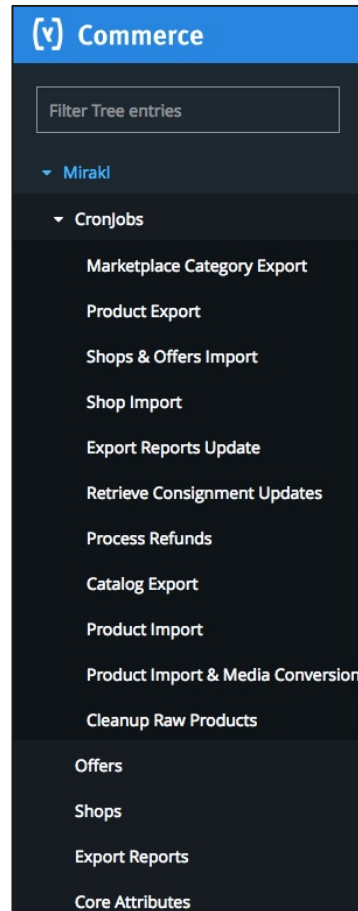 (y) Commerce
Filter Tree entries
Mirakl
CronJobs
Marketplace Category Export
Product Export
Shops & Offers Import
Shop Import
Export Reports Update
Retrieve Consignment Updates
Process Refunds
Catalog Export
Product Import
Product Import & Media Conversion
Cleanup Raw Products
Offers
Shops
Export Reports
Core Attributes